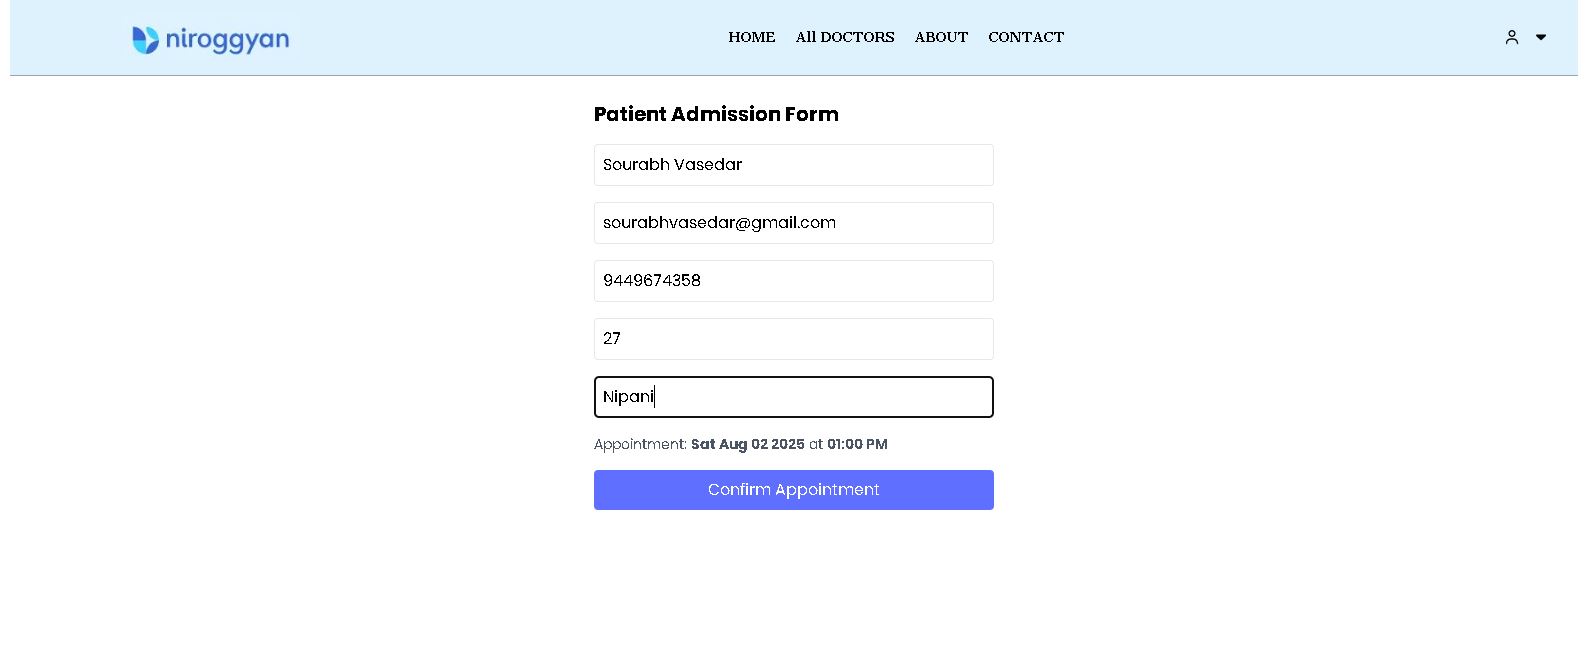 niroggyan
HOME All DOCTORS ABOUT CONTACT
Patient Admission Form
Sourabh Vasedar
sourabhvasedar@gmail.com
9449674358
27
Nipani
Appointment: Sat Aug 02 2025 at 01:00 PM
Confirm Appointment